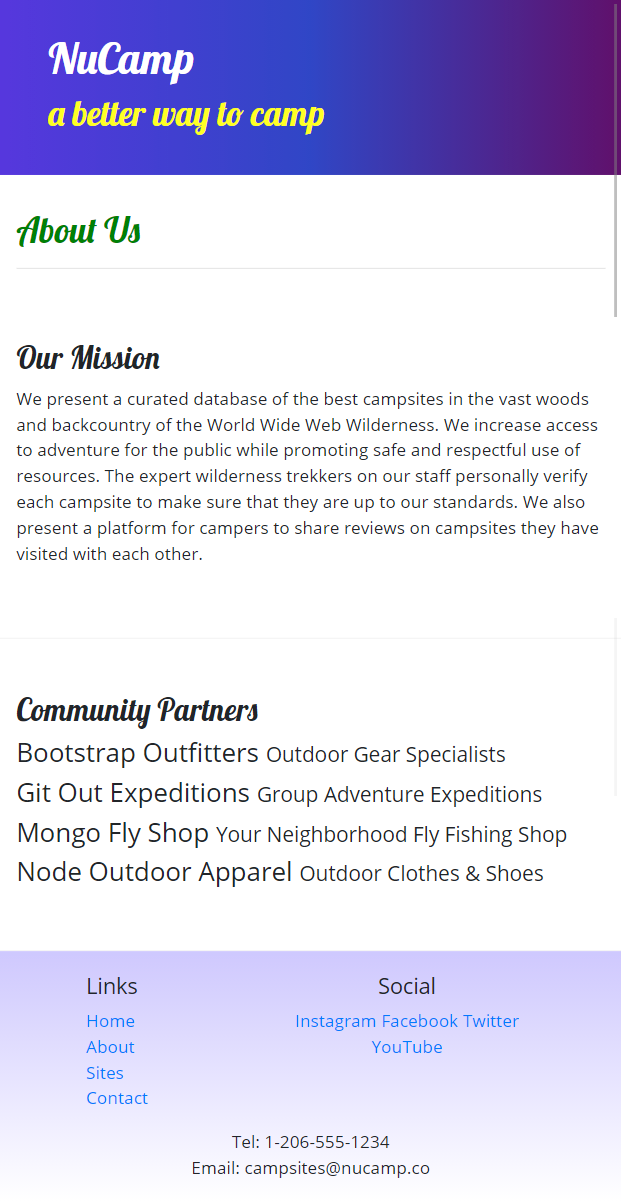 NuCamp
a better way to camp
About Us
Our Mission
We present a curated database of the best campsites in the vast woods
and backcountry of the World Wide Web Wilderness. We increase access
to adventure for the public while promoting safe and respectful use of
resources. The expert wilderness trekkers on our staff personally verify
each campsite to make sure that they are up to our standards. We also
present a platform for campers to share reviews on campsites they have
visited with each other.
Community Partners
Bootstrap Outfitters Outdoor Gear Specialists
Git Out Expeditions Group Adventure Expeditions
Mongo Fly Shop Your Neighborhood Fly Fishing Shop
Node Outdoor Apparel Outdoor Clothes & Shoes
Links
Home
About
Sites
Contact
Social
Instagram Facebook Twitter
YouTube
Tel: 1-206-555-1234
Email: campsites@nucamp.co